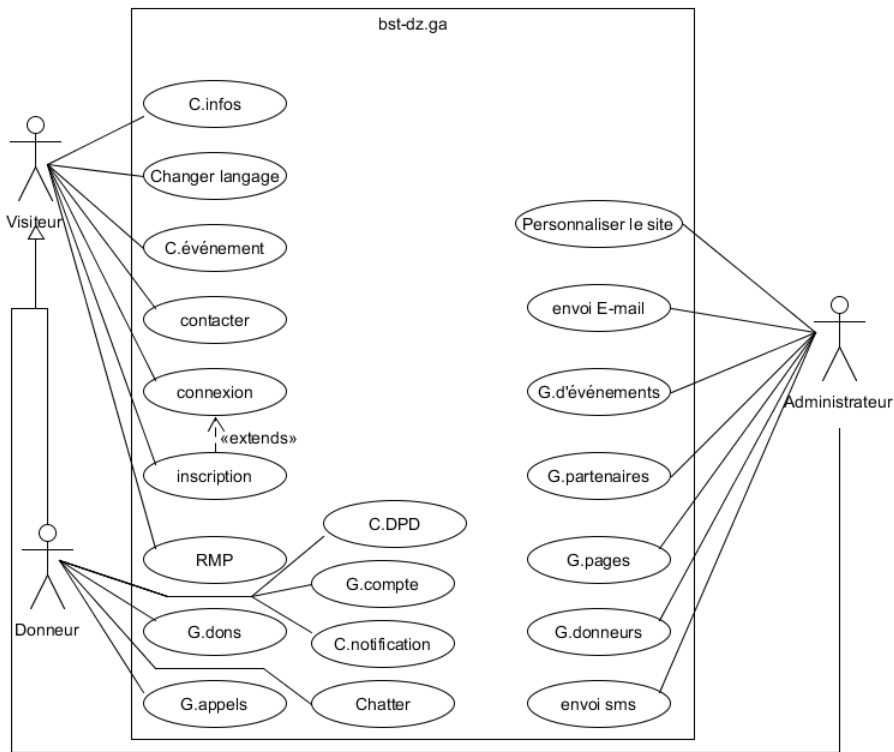 bst-dz.ga
C.infos
Changer langage
Visiteur
C.événement
Personnaliser le site
contacter
envoi E-mail
connexion
G.d'événements
Administrateur
«extends»
inscription
G.partenaires
C.DPD
RMP
G.pages
G.compte
Donneur
G.dons
C.notification
G.donneurs
G.appels
Chatter
envoi sms